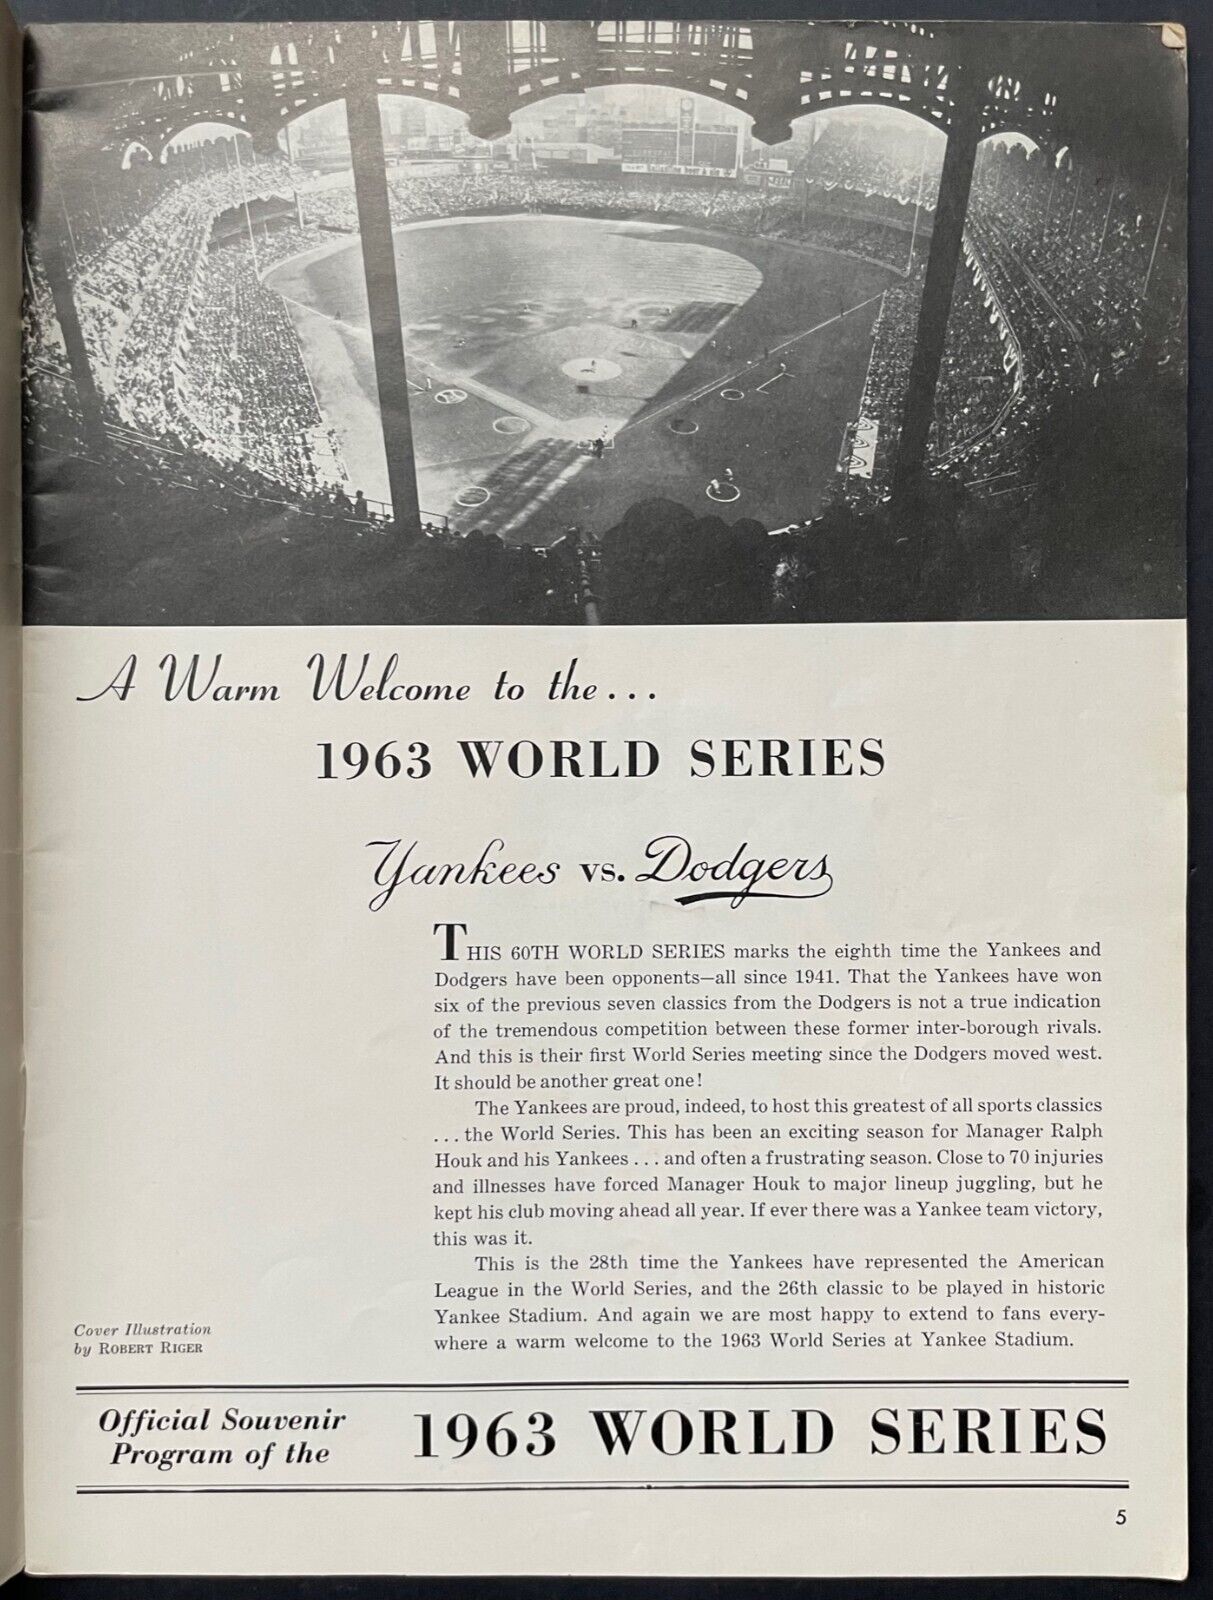 A Warm Welcome to the...
1963 WORLD SERIES
Yankees vs. Dodgers
THIS 60TH WORLD SERIES marks the eighth time the Yankees and
Dodgers have been opponents—all since 1941. That the Yankees have won
six of the previous seven classics from the Dodgers is not a true indication
of the tremendous competition between these former inter-borough rivals.
And this is their first World Series meeting since the Dodgers moved west.
It should be another great one!
The Yankees are proud, indeed, to host this greatest of all sports classics
...the World Series. This has been an exciting season for Manager Ralph
Houk and his Yankees...and often a frustrating season. Close to 70 injuries
and illnesses have forced Manager Houk to major lineup juggling, but he
kept his club moving ahead all year. If ever there was a Yankee team victory,
this was it.
This is the 28th time the Yankees have represented the American
League in the World Series, and the 26th classic to be played in historic
Yankee Stadium. And again we are most happy to extend to fans every-
where a warm welcome to the 1963 World Series at Yankee Stadium.
Cover Illustration
by ROBERT RIGER
Official Souvenir
Program of the
1963 WORLD SERIES
5